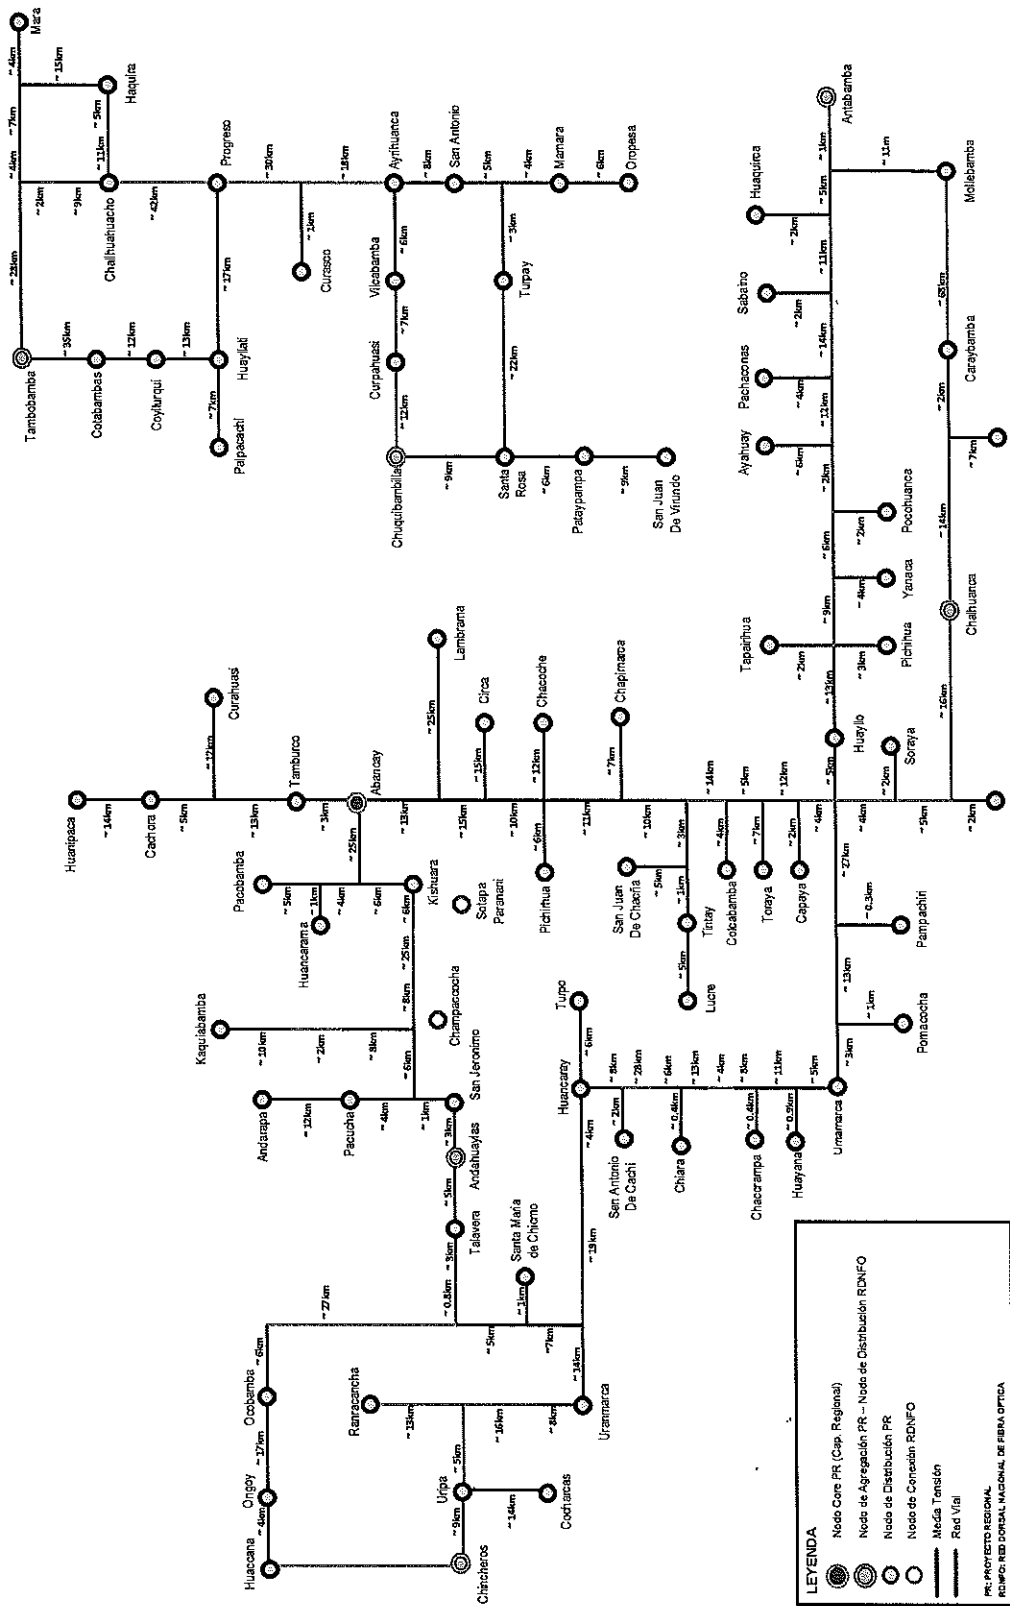 Mara
~ 4km
~ 15km
Haquira
~ 7km
~ 5km
~ 4km
~ 11km
~ 2km
~ 9km
Challhuahuacho
~ 42km
Progreso
~ 28km
Tambobamba
~ 35km
Cotabambas
~ 12km
Coyllurqui
~ 13km
Huayllati
~ 17km
~ 7km
Palpacachi
~ 30km
~ 1km
Curasco
~ 18km
Ayrihuanca
~ 8km
San Antonio
~ 5km
~ 4km
Mamara
~ 6km
Oropesa
~ 6km
Vilcabamba
~ 7km
Curpahuasi
~ 12km
Chuquibambilla
~ 3km
Turpay
~ 22km
~ 9km
Santa
Rosa
~ 6km
Pataypampa
~ 9km
San Juan
De Virundo
Antabamba
~ 1km
~ 11m
Mollebamba
~ 5km
Huaquirca
~ 2km
~ 11km
Sabaino
~ 2km
~ 14km
Pachaconas
~ 4km
~ 12km
Ayahuay
~ 6km
~ 2km
~ 2km
Pocohuanca
~ 6km
~ 4km
Yanaca
~ 9km
Tapairihua
~ 2km
~ 3km
Pichihua
~ 13km
Huayllo
~ 5km
Caraybamba
~ 2km
~ 7km
~ 14km
Chalhuanca
~ 16km
Soraya
~ 2km
~ 4km
~ 5km
~ 2km
Huanipaca
~ 14km
Cachora
~ 5km
Curahuasi
~ 12km
~ 13km
Tamburco
~ 3km
Abancay
~ 13km
Lambrama
~ 25km
~ 15km
Circa
~ 15km
~ 10km
Chacoche
~ 12km
~ 6km
Pichirhua
~ 11km
Chapimarca
~ 7km
~ 10km
~ 3km
San Juan
De Chacña
~ 5km
~ 1km
Tintay
~ 5km
Lucre
~ 14km
~ 4km
Colcabamba
~ 5km
~ 7km
Toraya
~ 12km
~ 2km
Capaya
~ 4km
~ 25km
Pacobamba
~ 5km
~ 1km
Huancarama
~ 4km
~ 6km
Kishuara
~ 6km
Sotapa
Paranani
~ 25km
~ 8km
Kaquiabamba
~ 10km
~ 2km
~ 8km
Champaccocha
~ 6km
Andarapa
~ 12km
Pacucha
~ 4km
~ 1km
San Jeronimo
~ 3km
Andahuaylas
~ 5km
Talavera
~ 3km
~ 0.8km
~ 27km
~ 5km
Santa Maria
de Chicmo
~ 1km
~ 7km
~ 19km
~ 4km
Huancaray
~ 6km
Turpo
~ 8km
~ 2km
San Antonio
De Cachi
~ 28km
~ 6km
~ 0.4km
Chiara
~ 13km
~ 4km
~ 8km
~ 0.4km
Chaccrampa
~ 11km
~ 0.9km
Huayana
~ 5km
Umamarca
~ 3km
~ 1km
Pomacocha
~ 13km
~ 0.3km
Pampachiri
~ 27km
~ 6km
Ocobamba
~ 17km
Ongoy
~ 4km
Huaccana
Ranracancha
~ 13km
~ 16km
~ 8km
Uranmarca
~ 14km
~ 5km
Uripa
~ 14km
Cocharcas
~ 9km
Chincheros
LEYENDA
Nodo Core PR (Cap. Regional)
Nodo de Agregación PR – Nodo de Distribución RDNFO
Nodo de Distribución PR
Nodo de Conexión RDNFO
Media Tensión
Red Vial
PR: PROYECTO REGIONAL
RDNFO: RED DORSAL NACIONAL DE FIBRA OPTICA